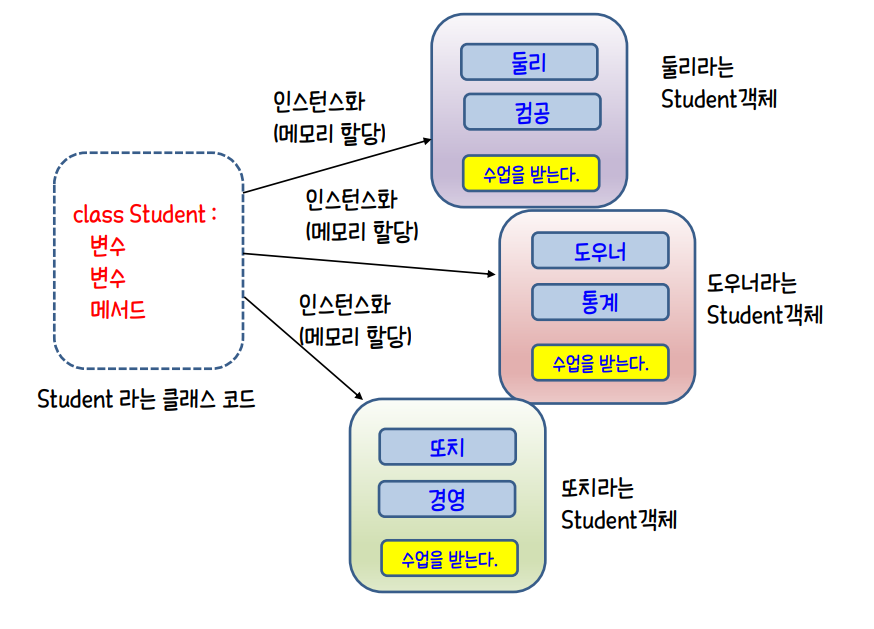 class Student :
변수
변수
메서드
Student 라는 클래스 코드
인스턴스화
(메모리 할당)
둘리
컴공
수업을 받는다.
둘리라는
Student객체
인스턴스화
(메모리 할당)
도우너
통계
수업을 받는다.
도우너라는
Student객체
인스턴스화
(메모리 할당)
또치
경영
수업을 받는다.
또치라는
Student객체